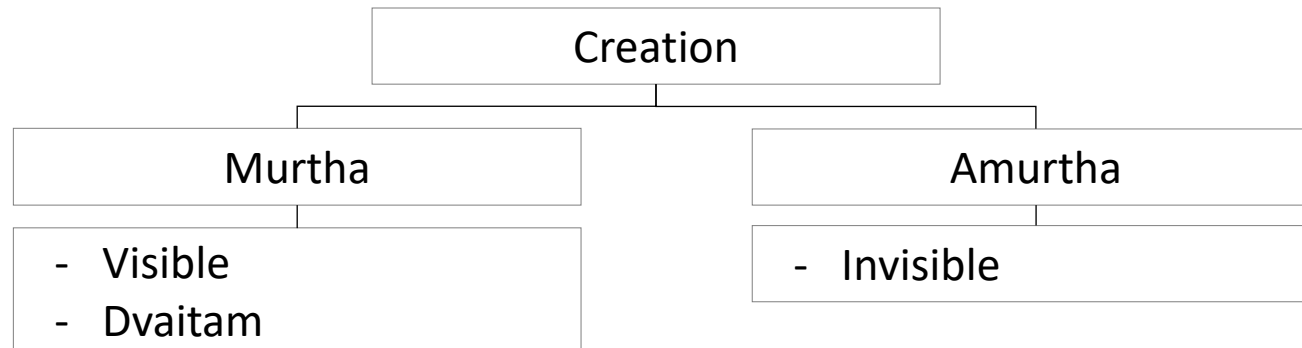 Creation
Murtha
Amurtha
- Visible
- Dvaitam
- Invisible